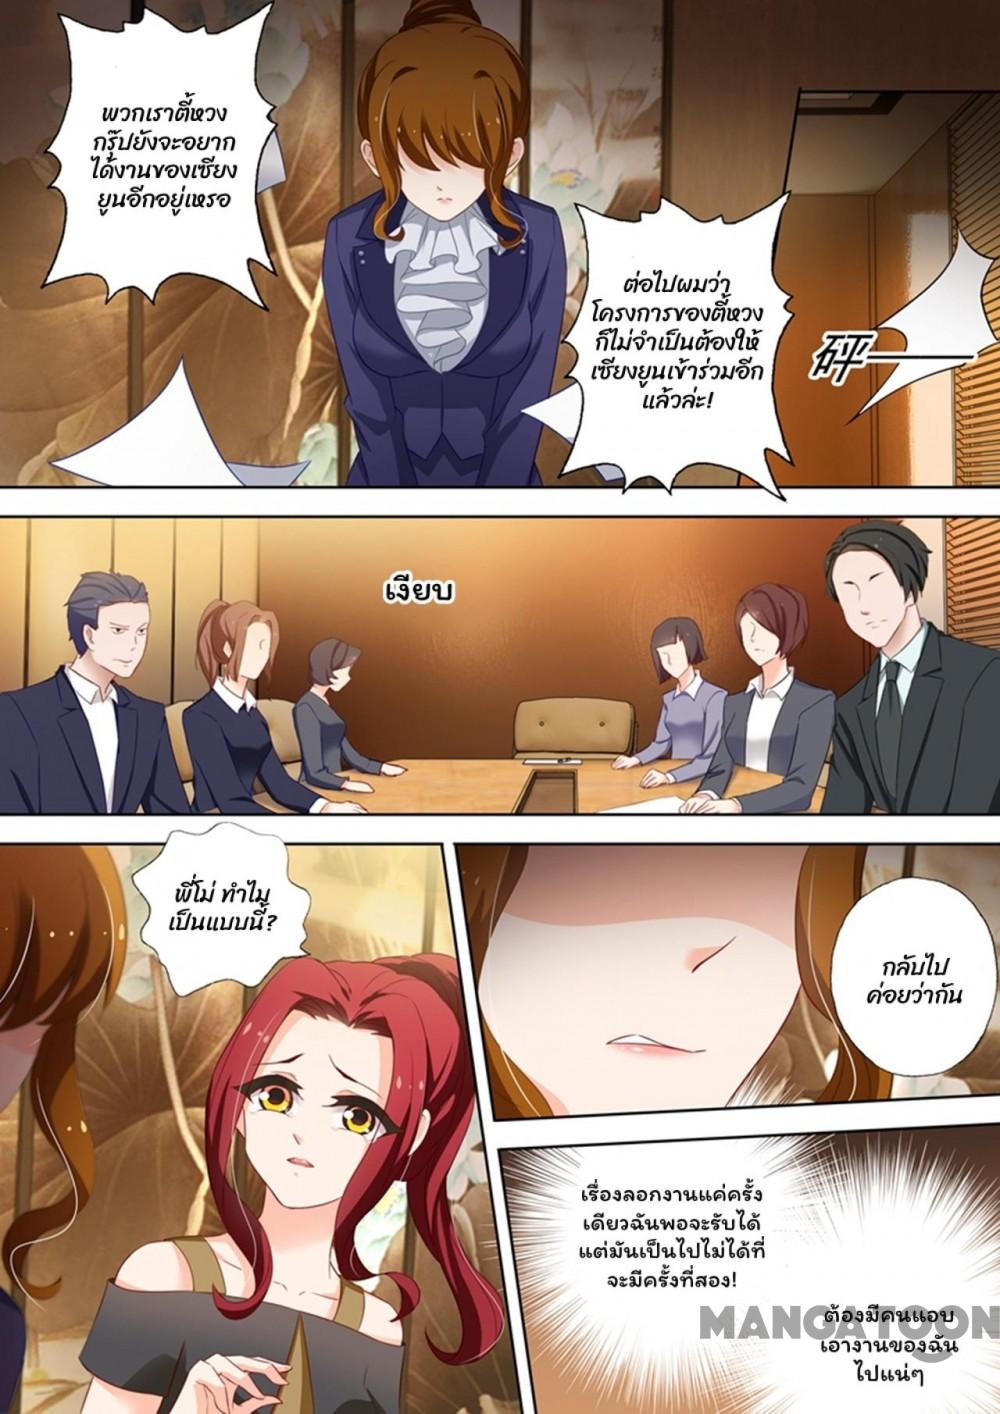 พวกเราตี้หวง
กรุ๊ปยังจะอยาก
ได้งานของเซียง
ยูนอีกอยู่เหรอ
ต่อไปผมว่า
โครงการของตี้หวง
ก็ไม่จำเป็นต้องให้
เซียงยูนเข้าร่วมอีก
แล้วล่ะ!
砰——
เงียบ
พี่โม่ ทำไม
เป็นแบบนี้?
กลับไป
ค่อยว่ากัน
เรื่องลอกงานแค่ครั้ง
เดียวฉันพอจะรับได้
แต่มันเป็นไปไม่ได้ที่
จะมีครั้งที่สอง!
ต้องมีคนแอบ
เอางานของฉัน
ไปแน่ๆ
MANGATOON